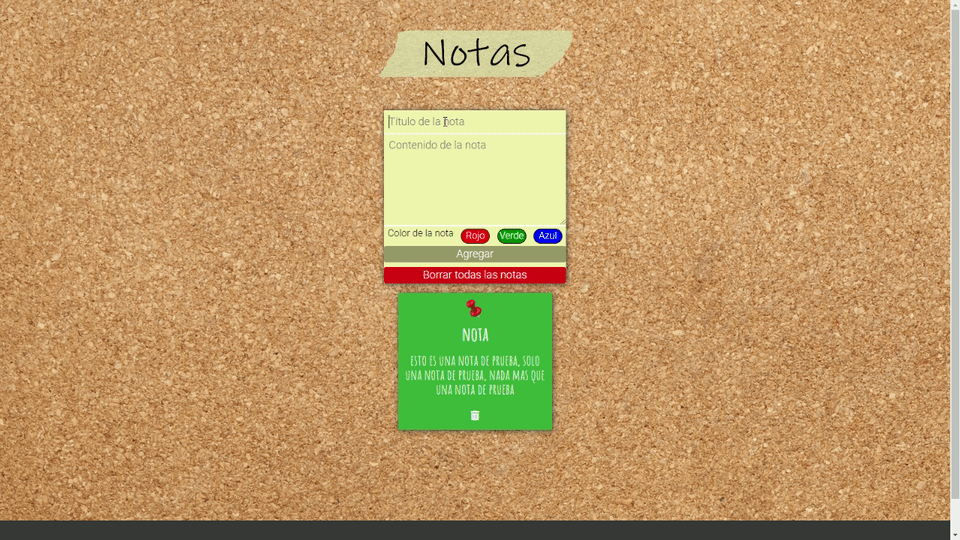 Notas
Título de la nota
Contenido de la nota
Color de la nota Rojo Verde Azul
Agregar
Borrar todas las notas
NOTA
ESTO ES UNA NOTA DE PRUEBA, SOLO
UNA NOTA DE PRUEBA, NADA MAS QUE
UNA NOTA DE PRUEBA